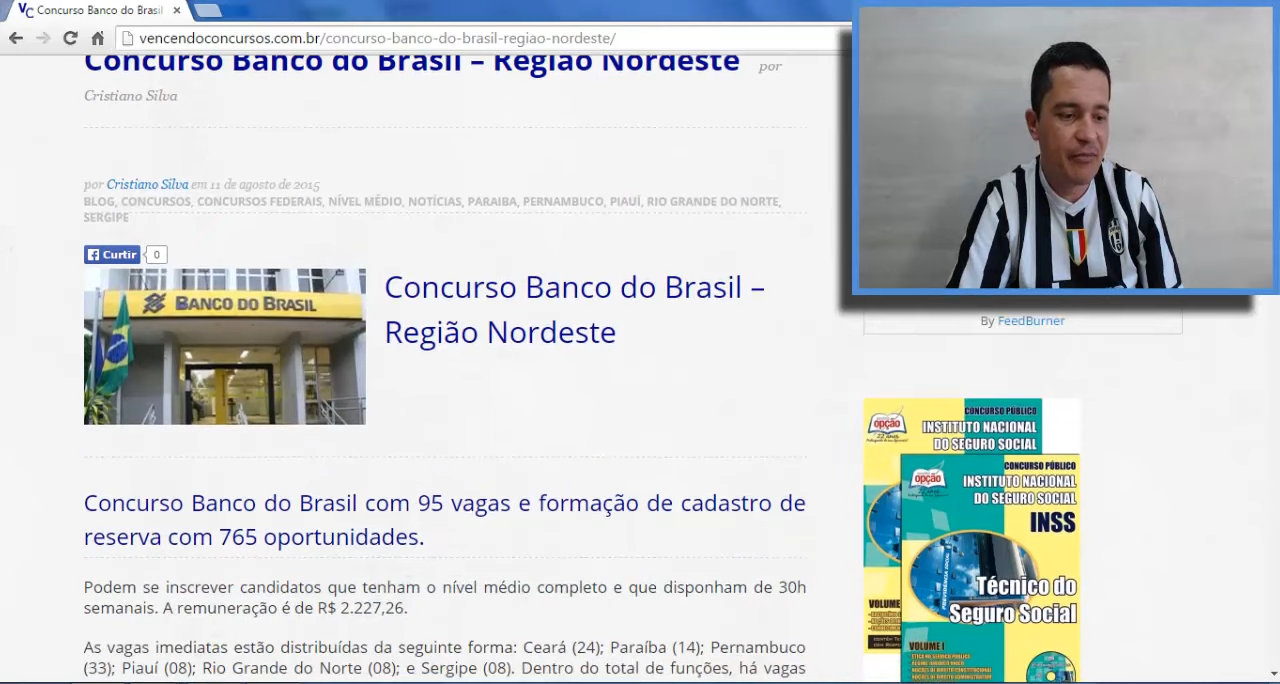 Concurso Banco do Brasil
vencendoconcursos.com.br/concurso-banco-do-brasil-regiao-nordeste/
Concurso Banco do Brasil – Região Nordeste por
Cristiano Silva
por Cristiano Silva em 11 de agosto de 2015
BLOG, CONCURSOS, CONCURSOS FEDERAIS, NÍVEL MÉDIO, NOTÍCIAS, PARAIBA, PERNAMBUCO, PIAUÍ, RIO GRANDE DO NORTE,
SERGIPE
Curtir 0
BANCO DO BRASIL
Concurso Banco do Brasil –
Região Nordeste
Concurso Banco do Brasil com 95 vagas e formação de cadastro de
reserva com 765 oportunidades.
Podem se inscrever candidatos que tenham o nível médio completo e que disponham de 30h
semanais. A remuneração é de R$ 2.227,26.
As vagas imediatas estão distribuídas da seguinte forma: Ceará (24); Paraíba (14); Pernambuco
(33); Piauí (08); Rio Grande do Norte (08); e Sergipe (08). Dentro do total de funções, há vagas
By FeedBurner
CONCURSO PÚBLICO
opção
INSTITUTO NACIONAL
DO SEGURO SOCIAL
CONCURSO PÚBLICO
opção
INSTITUTO NACIONAL
DO SEGURO SOCIAL
INSS
Técnico do
Seguro Social
VOLUME
VOLUME I